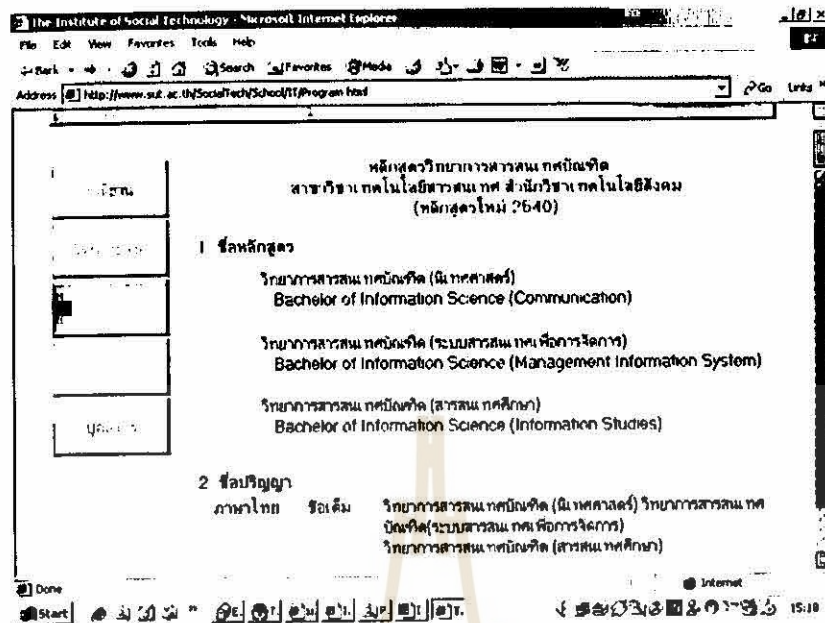 The Institute of Social Technology - Microsoft Internet Explorer
File Edit View Favorites Tools Help
Back Search Favorites Media
Address http://www.sut.ac.th/SocialTech/School/IT/Program.html Go Links
หลักสูตรวิทยาการสารสนเทศบัณฑิต
สาขาวิชาเทคโนโลยีสารสนเทศ สำนักวิชาเทคโนโลยีสังคม
(หลักสูตรใหม่ 2540)
1 ชื่อหลักสูตร
วิทยาการสารสนเทศบัณฑิต (นิเทศศาสตร์)
Bachelor of Information Science (Communication)
วิทยาการสารสนเทศบัณฑิต (ระบบสารสนเทศเพื่อการจัดการ)
Bachelor of Information Science (Management Information System)
วิทยาการสารสนเทศบัณฑิต (สารสนเทศศึกษา)
Bachelor of Information Science (Information Studies)
2 ชื่อปริญญา
ภาษาไทย ชื่อเต็ม วิทยาการสารสนเทศบัณฑิต (นิเทศศาสตร์) วิทยาการสารสนเทศ
บัณฑิต(ระบบสารสนเทศเพื่อการจัดการ)
วิทยาการสารสนเทศบัณฑิต (สารสนเทศศึกษา)
Done Internet
Start 15:18